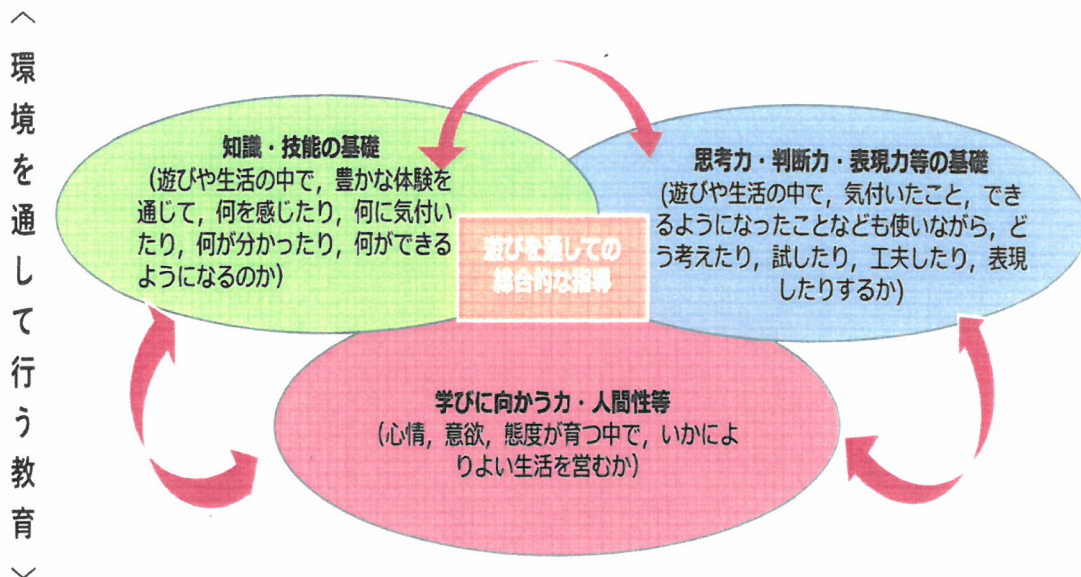 〈環境を通して行う教育〉
知識・技能の基礎
(遊びや生活の中で，豊かな体験を
通じて，何を感じたり，何に気付い
たり，何が分かったり，何ができる
ようになるのか)
思考力・判断力・表現力等の基礎
(遊びや生活の中で，気付いたこと，でき
るようになったことなども使いながら，ど
う考えたり，試したり，工夫したり，表現
したりするか)
遊びを通しての
総合的な指導
学びに向かう力・人間性等
(心情，意欲，態度が育つ中で，いかによ
りよい生活を営むか)